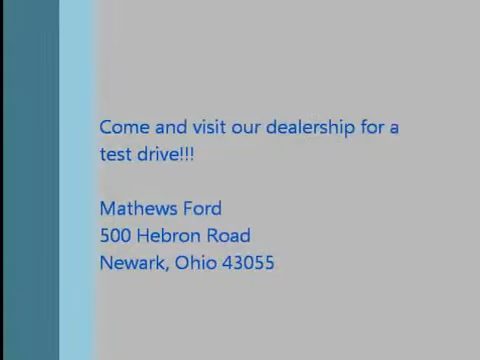 Come and visit our dealership for a
test drive!!!
Mathews Ford
500 Hebron Road
Newark, Ohio 43055